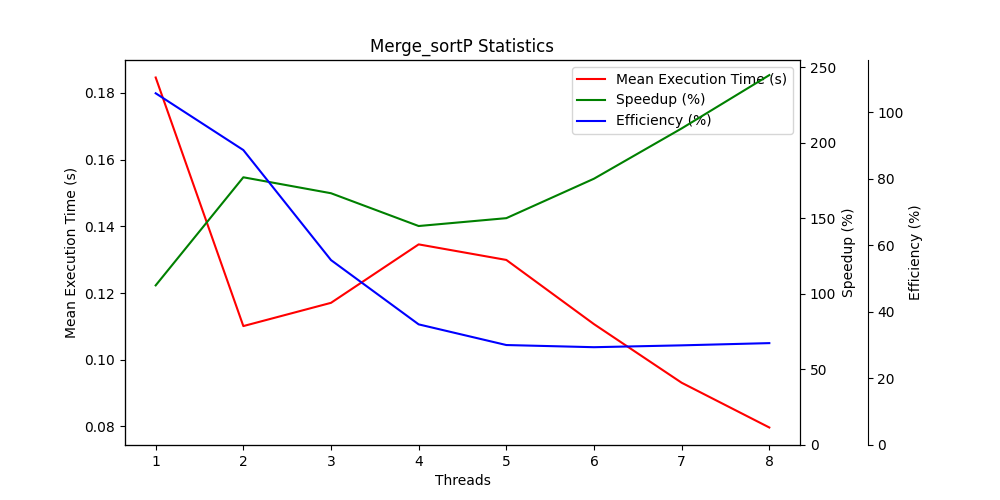 Merge_sortP Statistics
Mean Execution Time (s)
Speedup (%)
Efficiency (%)
0.18
0.16
0.14
0.12
0.10
0.08
Mean Execution Time (s)
1 2 3 4 5 6 7 8
Threads
250
200
150
100
50
0
Speedup (%)
100
80
60
40
20
0
Efficiency (%)